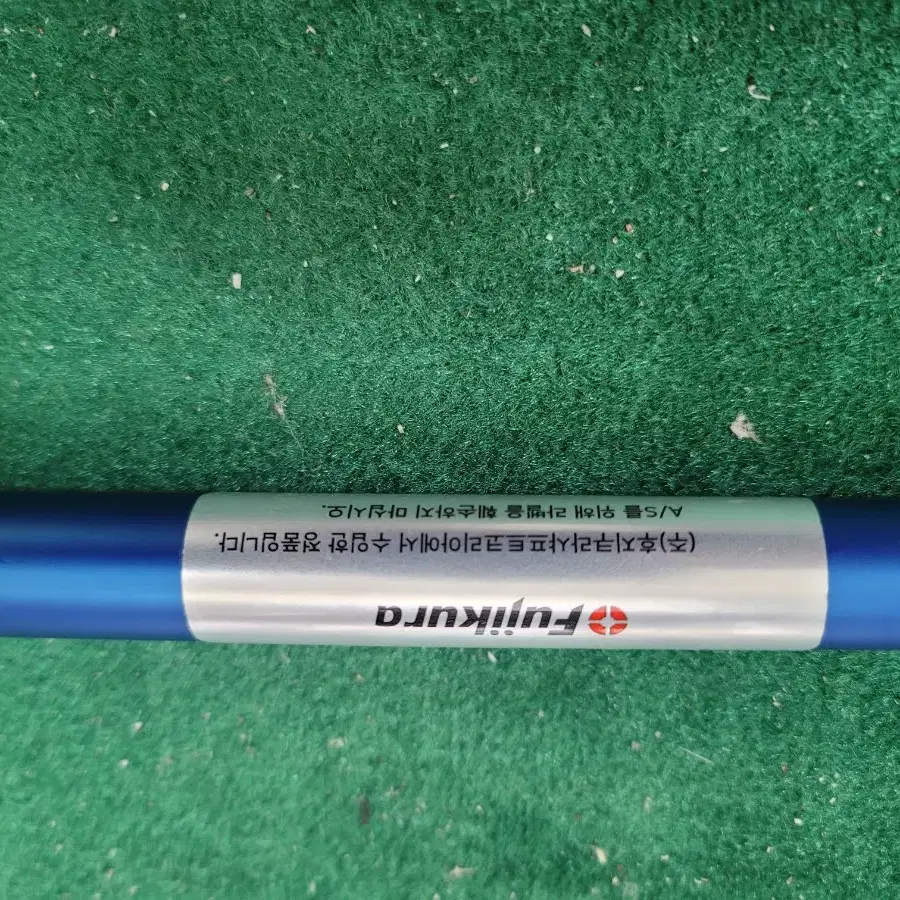 Fujikura
(주)후지쿠라샤프트코리아에서 수입한 정품입니다.
A/S를 위해 라벨을 훼손하지 마십시오.